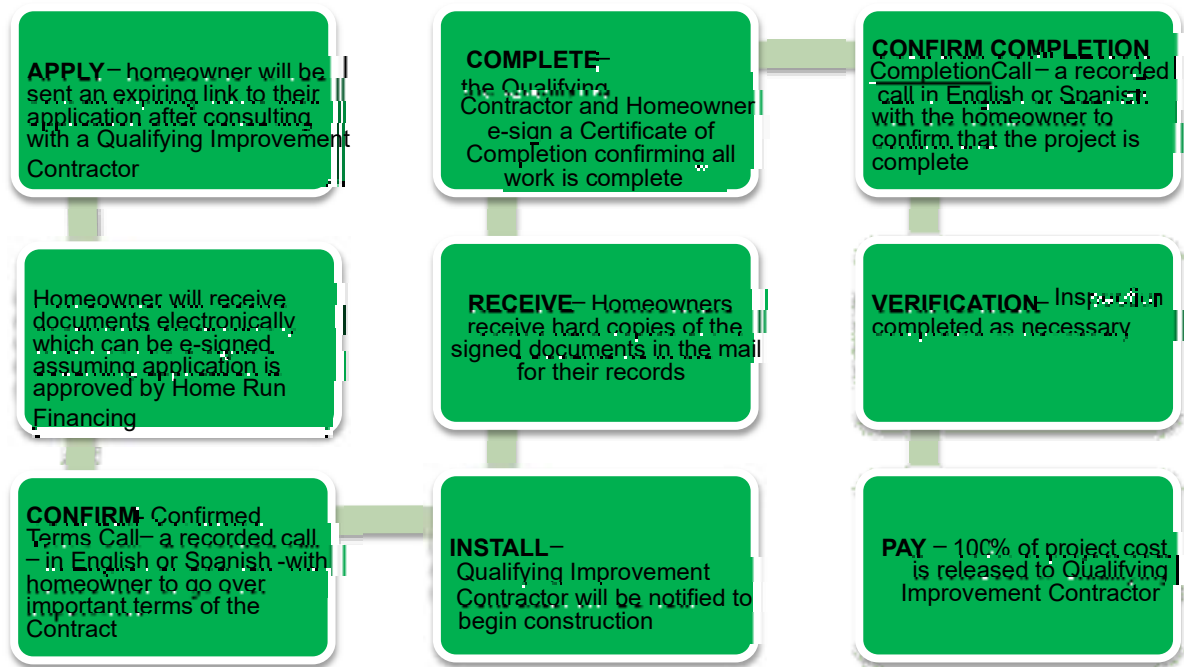 APPLY – homeowner will be
sent an expiring link to their
application after consulting
with a Qualifying Improvement
Contractor
Homeowner will receive
documents electronically
which can be e-signed
assuming application is
approved by Home Run
Financing
CONFIRM- Confirmed
Terms Call– a recorded call
– in English or Spanish -with
homeowner to go over
important terms of the
Contract
INSTALL–
Qualifying Improvement
Contractor will be notified to
begin construction
RECEIVE– Homeowners
receive hard copies of the
signed documents in the mail
for their records
COMPLETE–
the Qualifying
Contractor and Homeowner
e-sign a Certificate of
Completion confirming all
work is complete
CONFIRM COMPLETION
CompletionCall – a recorded
call in English or Spanish
with the homeowner to
confirm that the project is
complete
VERIFICATION– Inspection
completed as necessary
PAY – 100% of project cost
is released to Qualifying
Improvement Contractor